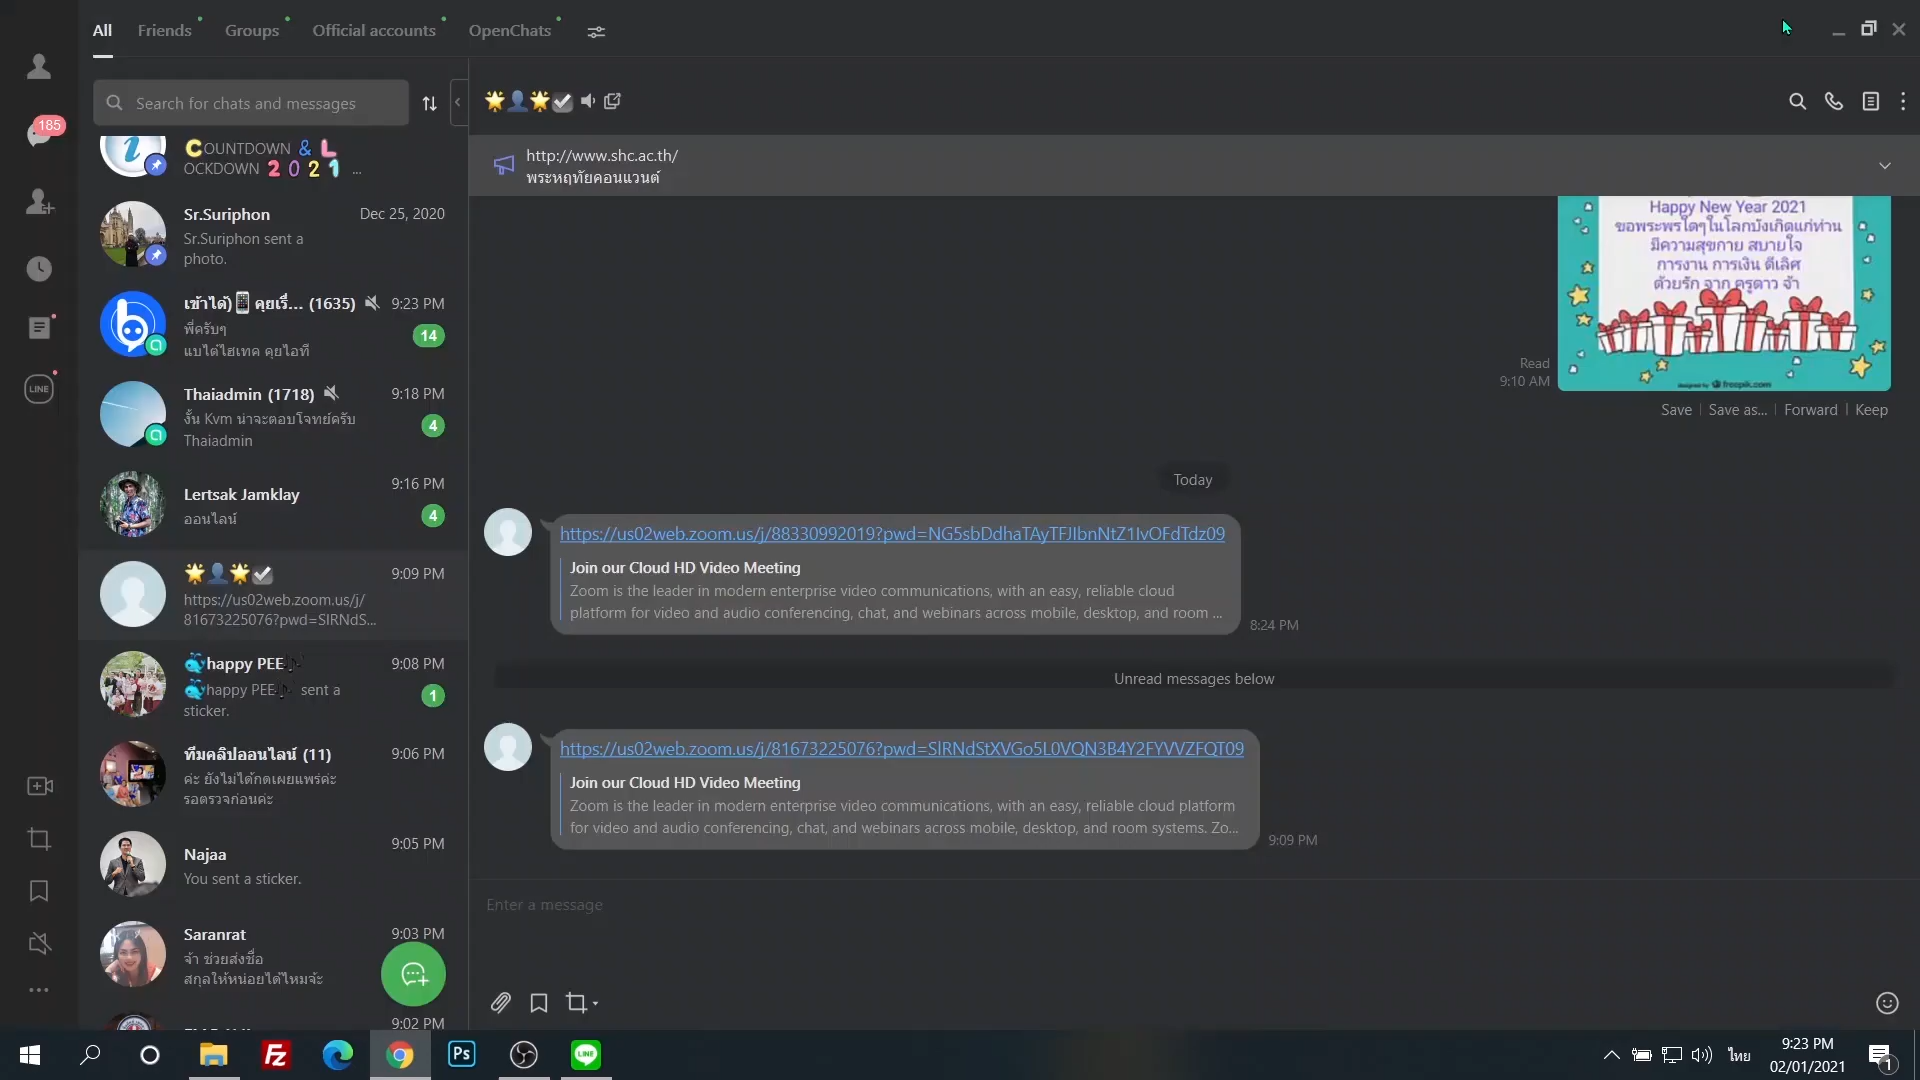 All Friends Groups Official accounts OpenChats
185
Search for chats and messages
COUNTDOWN & L
OCKDOWN 2021 ...
Sr.Suriphon Dec 25, 2020
Sr.Suriphon sent a
photo.
เข้าได้)📱คุยเรื่... (1635) 9:23 PM
พี่ครับๆ
แบไต๋ไฮเทค คุยไอที
14
Thaiadmin (1718) 9:18 PM
งั้น Kvm น่าจะตอบโจทย์ครับ
Thaiadmin
4
Lertsak Jamklay 9:16 PM
ออนไลน์
4
🌟👤🌟✅ 9:09 PM
https://us02web.zoom.us/j/
81673225076?pwd=SlRNdS...
🐳happy PEE🎶 9:08 PM
🐳happy PEE🎶 sent a
sticker.
1
ทีมคลิปออนไลน์ (11) 9:06 PM
ค่ะ ยังไม่ได้กดเผยแพร่ค่ะ
รอตรวจก่อนค่ะ
Najaa 9:05 PM
You sent a sticker.
Saranrat 9:03 PM
จ้า ช่วยส่งชื่อ
สกุลให้หน่อยได้ไหมจ้ะ
9:02 PM
LINE
🌟👤🌟✅
http://www.shc.ac.th/
พระหฤทัยคอนแวนต์
Happy New Year 2021
ขอพระพรใดๆในโลกบังเกิดแก่ท่าน
มีความสุขกาย สบายใจ
การงาน การเงิน ดีเลิศ
ด้วยรัก จาก ครูดาว จ้า
designed by freepik.com
Read
9:10 AM
Save | Save as... | Forward | Keep
Today
https://us02web.zoom.us/j/88330992019?pwd=NG5sbDdhaTAyTFJIbnNtZ1IvOFdTdz09
Join our Cloud HD Video Meeting
Zoom is the leader in modern enterprise video communications, with an easy, reliable cloud
platform for video and audio conferencing, chat, and webinars across mobile, desktop, and room ...
8:24 PM
Unread messages below
https://us02web.zoom.us/j/81673225076?pwd=SlRNdStXVGo5L0VQN3B4Y2FYVVZFQT09
Join our Cloud HD Video Meeting
Zoom is the leader in modern enterprise video communications, with an easy, reliable cloud platform
for video and audio conferencing, chat, and webinars across mobile, desktop, and room systems. Zo...
9:09 PM
Enter a message
Fz
Ps
LINE
ไทย
9:23 PM
02/01/2021
1